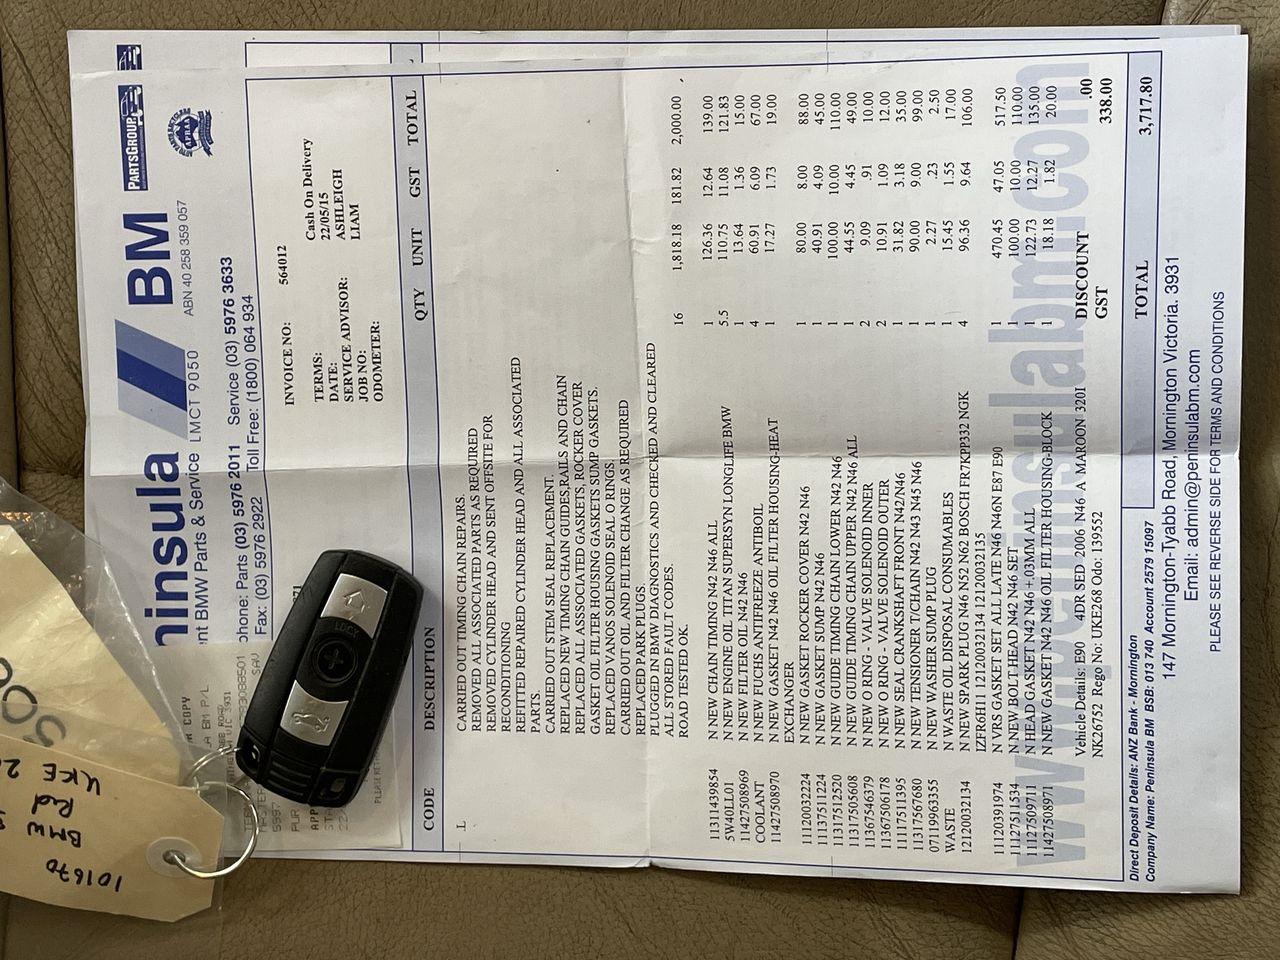 ninsula BM
PARTSGROUP
APRAA
nt BMW Parts & Service LMCT 9050
ABN 40 258 359 057
phone: Parts (03) 5976 2011 Service (03) 5976 3633
Fax: (03) 5976 2922 Toll Free: (1800) 064 934
INVOICE NO: 564012
TERMS: Cash On Delivery
DATE: 22/05/15
SERVICE ADVISOR: ASHLEIGH
JOB NO: LIAM
ODOMETER:
CODE DESCRIPTION QTY UNIT GST TOTAL
L CARRIED OUT TIMING CHAIN REPAIRS.
REMOVED ALL ASSOCIATED PARTS AS REQUIRED
REMOVED CYLINDER HEAD AND SENT OFFSITE FOR
RECONDITIONING
REFITTED REPAIRED CYLINDER HEAD AND ALL ASSOCIATED
PARTS.
CARRIED OUT STEM SEAL REPLACEMENT.
REPLACED NEW TIMING CHAIN GUIDES,RAILS AND CHAIN
REPLACED ALL ASSOCIATED GASKETS, ROCKER COVER
GASKET OIL FILTER HOUSING GASKETS SUMP GASKETS.
REPLACED VANOS SOLENOID SEAL O RINGS.
CARRIED OUT OIL AND FILTER CHANGE AS REQUIRED
REPLACED PARK PLUGS.
PLUGGED IN BMW DIAGNOSTICS AND CHECKED AND CLEARED
ALL STORED FAULT CODES.
ROAD TESTED OK. 16 1,818.18 181.82 2,000.00
11311439854 N NEW CHAIN TIMING N42 N46 ALL 1 126.36 12.64 139.00
5W40LL01 N NEW ENGINE OIL TITAN SUPERSYN LONGLIFE BMW 5.5 110.75 11.08 121.83
11427508969 N NEW FILTER OIL N42 N46 1 13.64 1.36 15.00
COOLANT N NEW FUCHS ANTIFREEZE ANTIBOIL 4 60.91 6.09 67.00
11427508970 N NEW GASKET N42 N46 OIL FILTER HOUSING-HEAT 1 17.27 1.73 19.00
EXCHANGER
11120032224 N NEW GASKET ROCKER COVER N42 N46 1 80.00 8.00 88.00
11137511224 N NEW GASKET SUMP N42 N46 1 40.91 4.09 45.00
11317512520 N NEW GUIDE TIMING CHAIN LOWER N42 N46 1 100.00 10.00 110.00
11317505608 N NEW GUIDE TIMING CHAIN UPPER N42 N46 ALL 1 44.55 4.45 49.00
11367546379 N NEW O RING - VALVE SOLENOID INNER 2 9.09 .91 10.00
11367506178 N NEW O RING - VALVE SOLENOID OUTER 2 10.91 1.09 12.00
11117511395 N NEW SEAL CRANKSHAFT FRONT N42/N46 1 31.82 3.18 35.00
11317567680 N NEW TENSIONER T/CHAIN N42 N43 N45 N46 1 90.00 9.00 99.00
07119963355 N NEW WASHER SUMP PLUG 1 2.27 .23 2.50
WASTE N WASTE OIL DISPOSAL CONSUMABLES 1 15.45 1.55 17.00
12120032134 N NEW SPARK PLUG N46 N52 N62 BOSCH FR7KPP332 NGK 4 96.36 9.64 106.00
IZFR6H11 12120032134 12120032135
11120391974 N VRS GASKET SET ALL LATE N46 N46N E87 E90 1 470.45 47.05 517.50
11127511534 N NEW BOLT HEAD N42 N46 SET 1 100.00 10.00 110.00
11127509711 N HEAD GASKET N42 N46 +-.03MM ALL 1 122.73 12.27 135.00
11427508971 N NEW GASKET N42 N46 OIL FILTER HOUSING-BLOCK 1 18.18 1.82 20.00
Vehicle Details: E90 4DR SED 2006 N46 A MAROON 320I
NK26752 Rego No: UKE268 Odo: 139552
DISCOUNT .00
GST 338.00
www.peninsulabm.com
TOTAL 3,717.80
Direct Deposit Details: ANZ Bank - Mornington
Company Name: Peninsula BM BSB: 013 740 Account 2579 15097
147 Mornington-Tyabb Road, Mornington Victoria. 3931
Email: admin@peninsulabm.com
PLEASE SEE REVERSE SIDE FOR TERMS AND CONDITIONS
LOCK
101670
BMW
Red
UKE
COPY
LA BM P/L
ROAD
VIC 3931